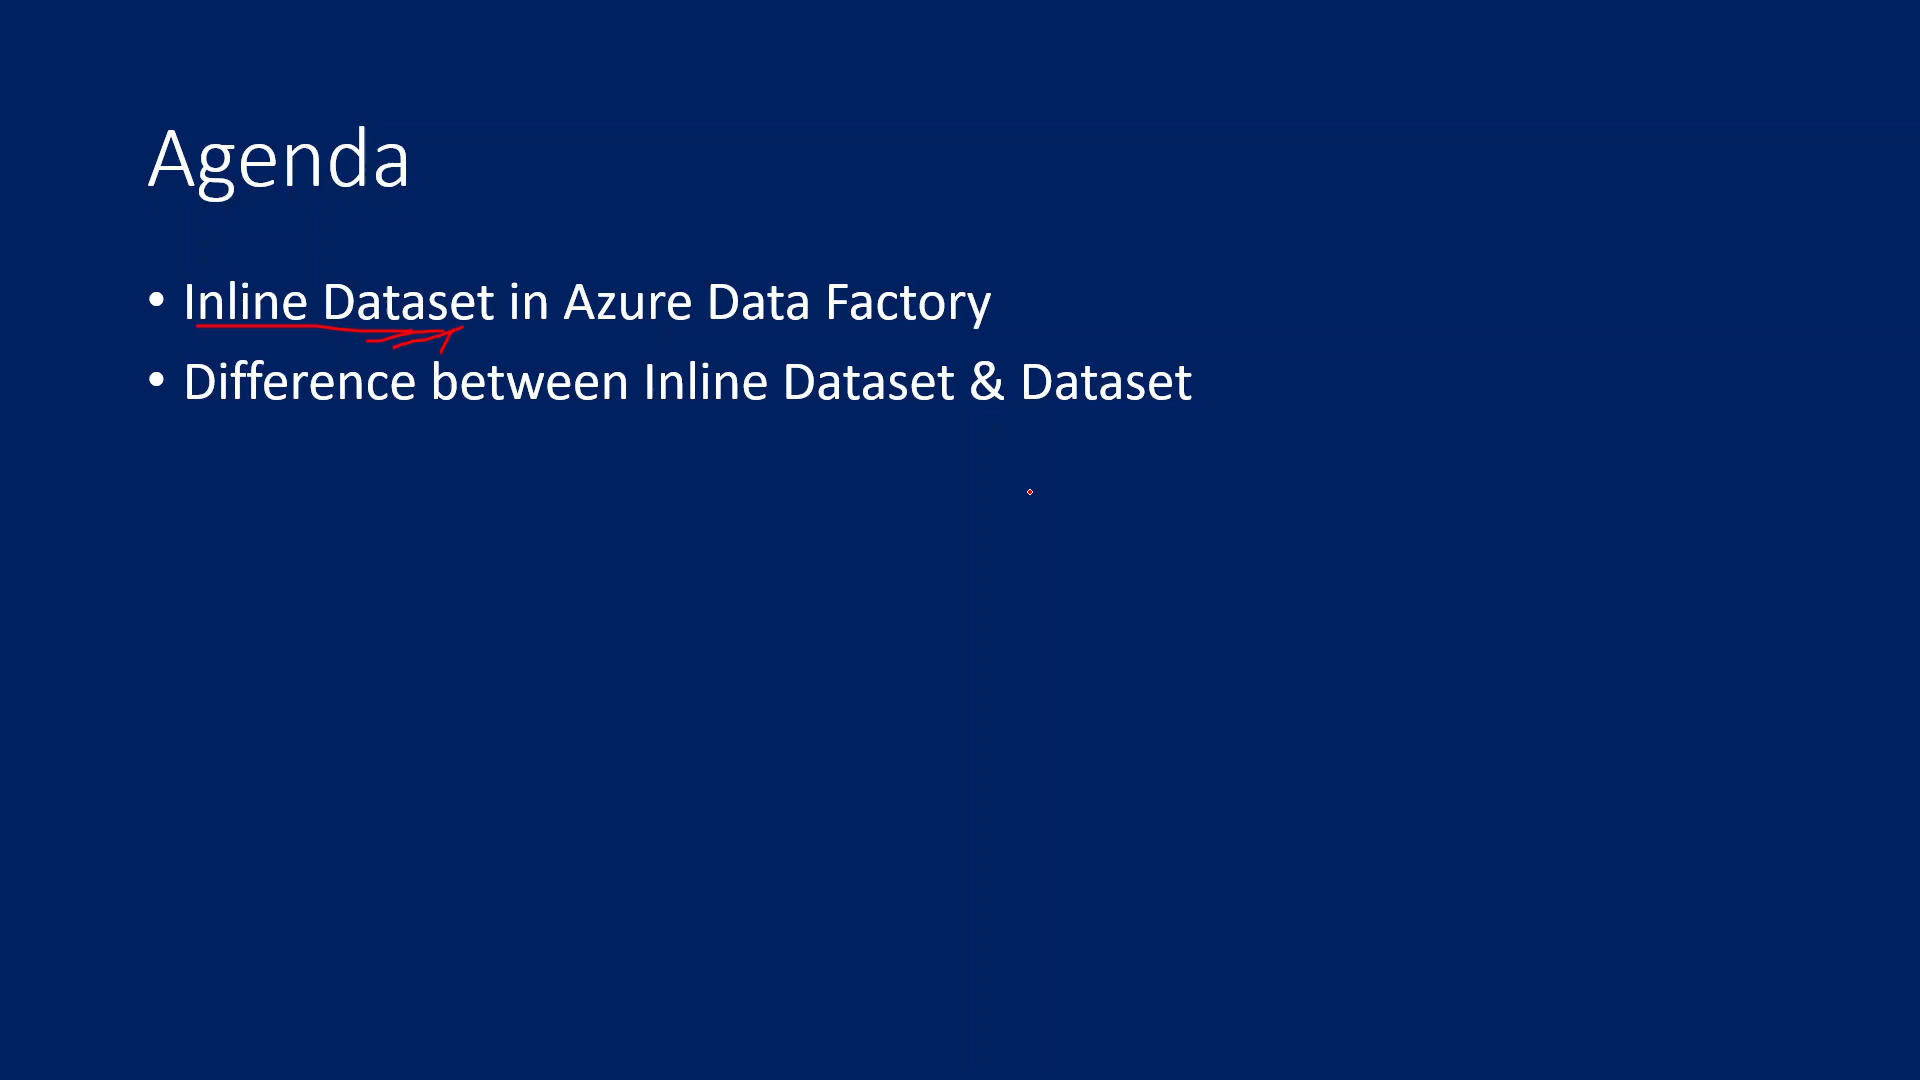 Agenda
• Inline Dataset in Azure Data Factory
• Difference between Inline Dataset & Dataset